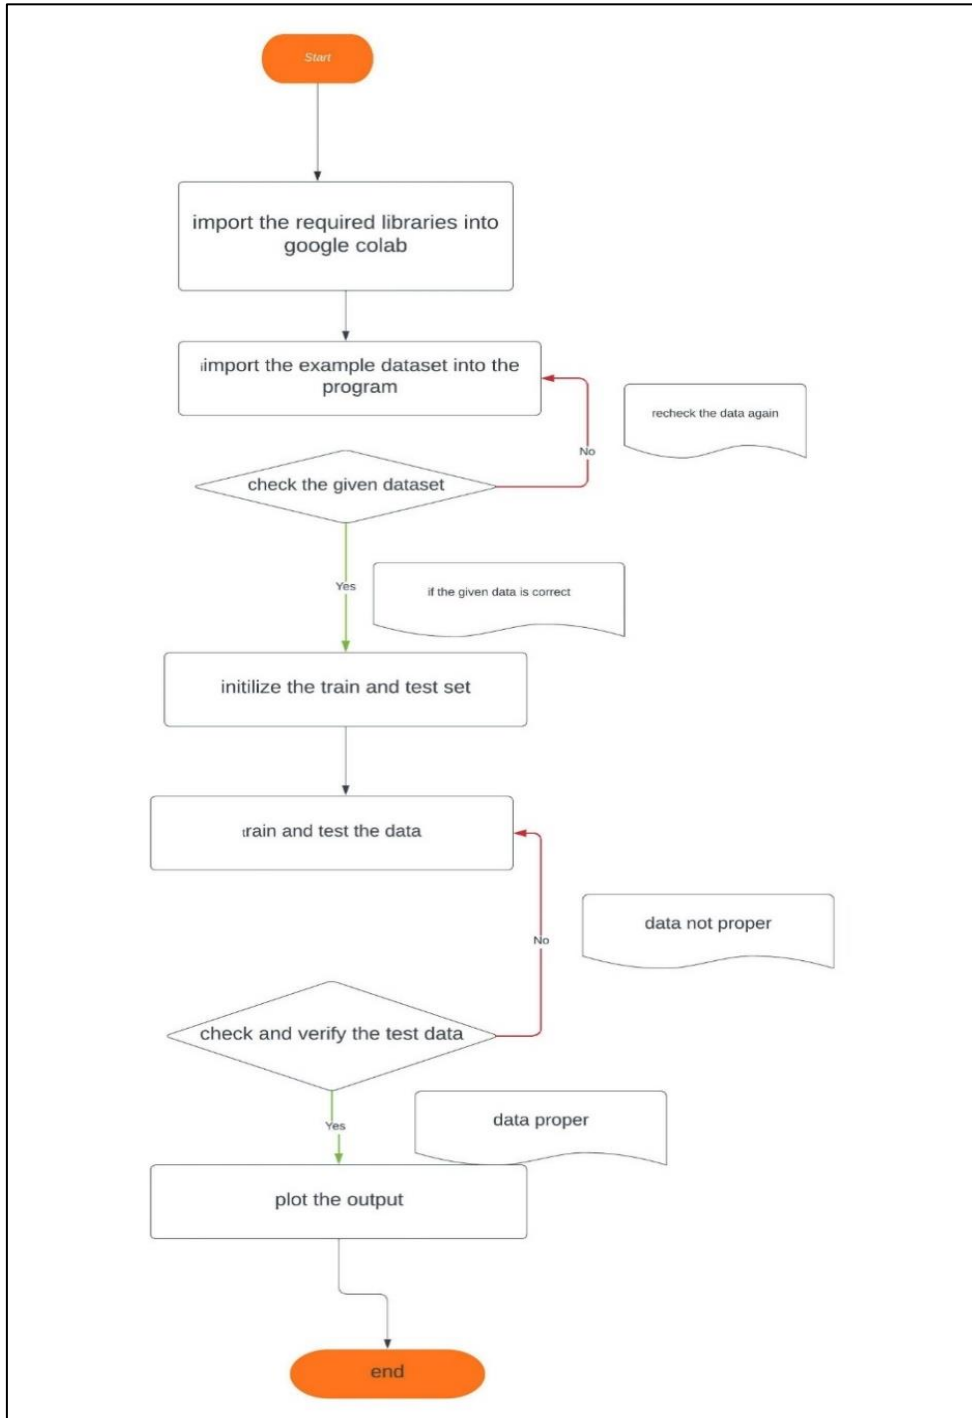 Start
import the required libraries into
google colab
import the example dataset into the
program
recheck the data again
No
check the given dataset
Yes
if the given data is correct
initilize the train and test set
train and test the data
data not proper
No
check and verify the test data
data proper
Yes
plot the output
end